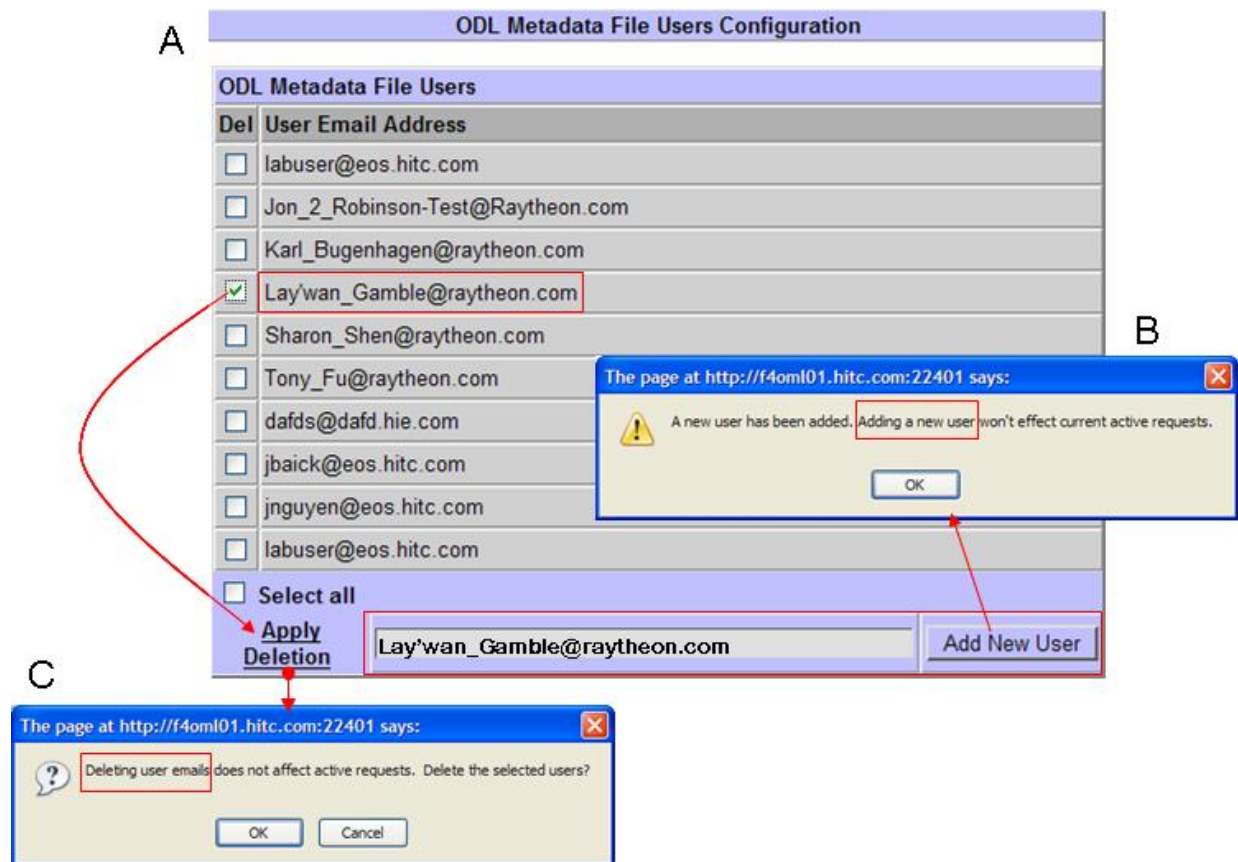 A
ODL Metadata File Users Configuration
ODL Metadata File Users
Del User Email Address
labuser@eos.hitc.com
Jon_2_Robinson-Test@Raytheon.com
Karl_Bugenhagen@raytheon.com
Lay'wan_Gamble@raytheon.com
Sharon_Shen@raytheon.com
Tony_Fu@raytheon.com
dafds@dafd.hie.com
jbaick@eos.hitc.com
jnguyen@eos.hitc.com
labuser@eos.hitc.com
Select all
Apply
Deletion
Lay'wan_Gamble@raytheon.com
Add New User
B
The page at http://f4oml01.hitc.com:22401 says:
A new user has been added. Adding a new user won't effect current active requests.
OK
C
The page at http://f4oml01.hitc.com:22401 says:
Deleting user emails does not affect active requests. Delete the selected users?
OK Cancel